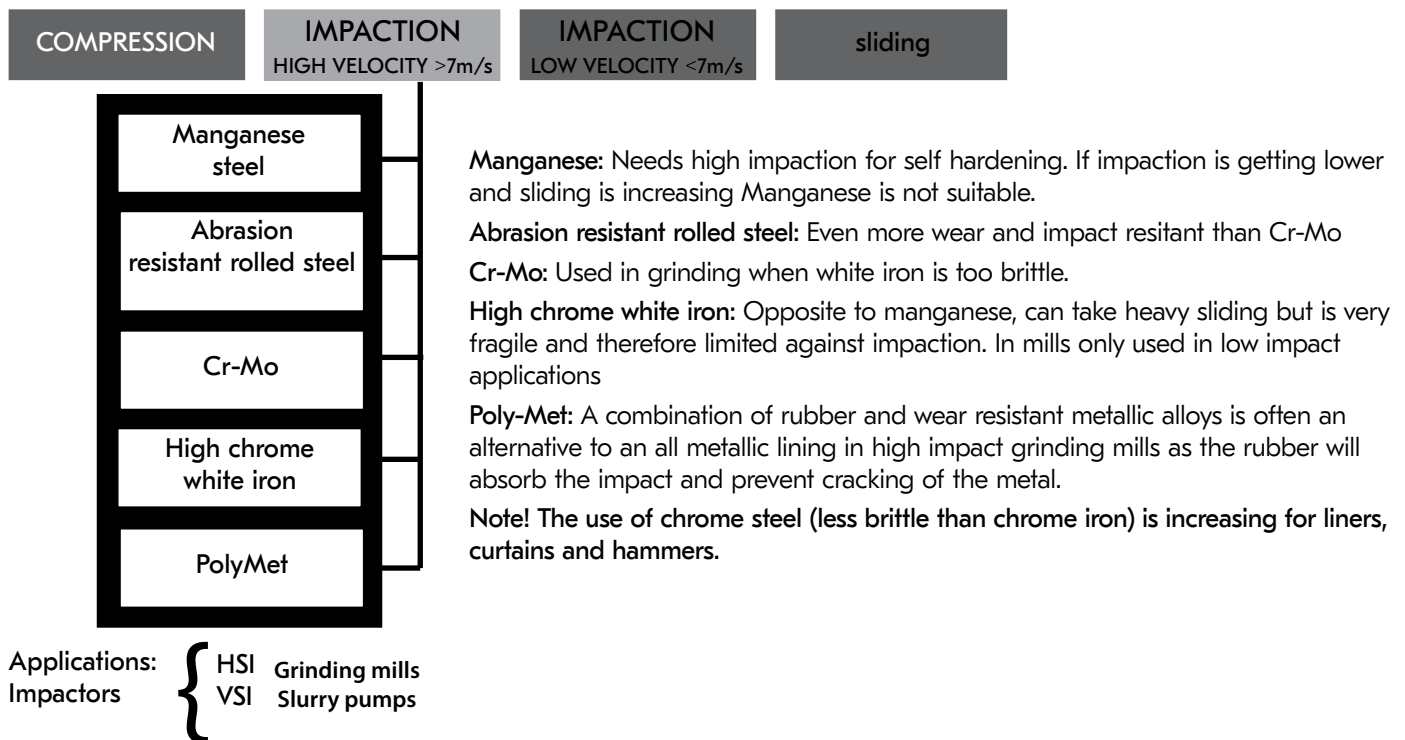 COMPRESSION
IMPACTION
HIGH VELOCITY >7m/s
IMPACTION
LOW VELOCITY <7m/s
sliding
Manganese
steel
Abrasion
resistant rolled steel
Cr-Mo
High chrome
white iron
PolyMet
Manganese: Needs high impaction for self hardening. If impaction is getting lower
and sliding is increasing Manganese is not suitable.
Abrasion resistant rolled steel: Even more wear and impact resitant than Cr-Mo
Cr-Mo: Used in grinding when white iron is too brittle.
High chrome white iron: Opposite to manganese, can take heavy sliding but is very
fragile and therefore limited against impaction. In mills only used in low impact
applications
Poly-Met: A combination of rubber and wear resistant metallic alloys is often an
alternative to an all metallic lining in high impact grinding mills as the rubber will
absorb the impact and prevent cracking of the metal.
Note! The use of chrome steel (less brittle than chrome iron) is increasing for liners,
curtains and hammers.
Applications:
Impactors
HSI
VSI
Grinding mills
Slurry pumps